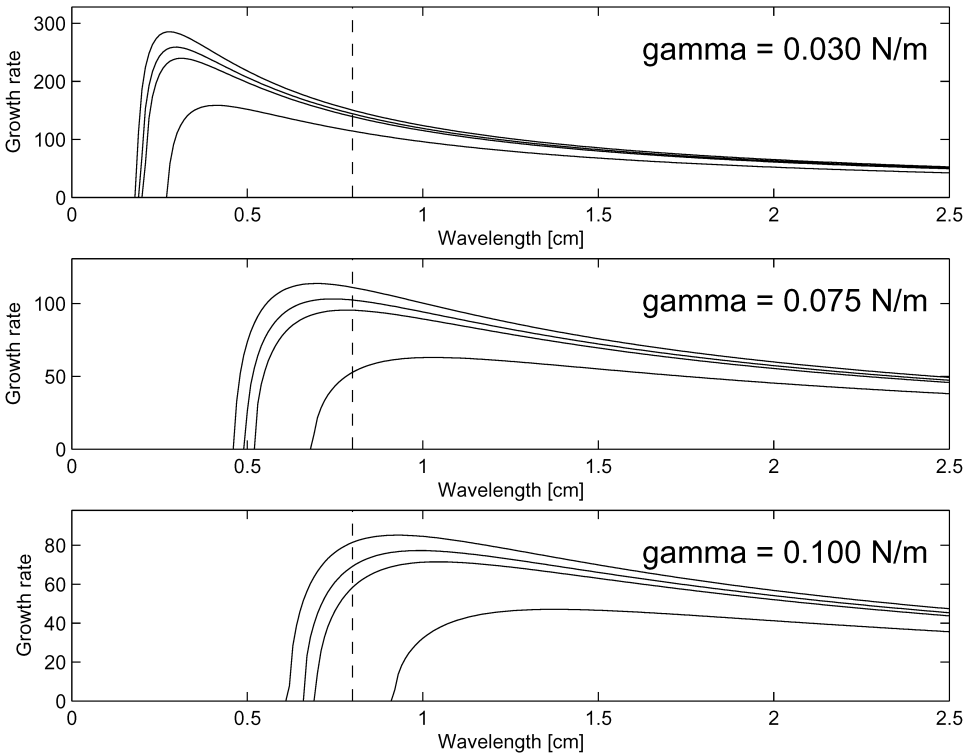 300
200
100
0
Growth rate
gamma = 0.030 N/m
0 0.5 1 1.5 2 2.5
Wavelength [cm]
100
50
0
Growth rate
gamma = 0.075 N/m
0 0.5 1 1.5 2 2.5
Wavelength [cm]
80
60
40
20
0
Growth rate
gamma = 0.100 N/m
0 0.5 1 1.5 2 2.5
Wavelength [cm]